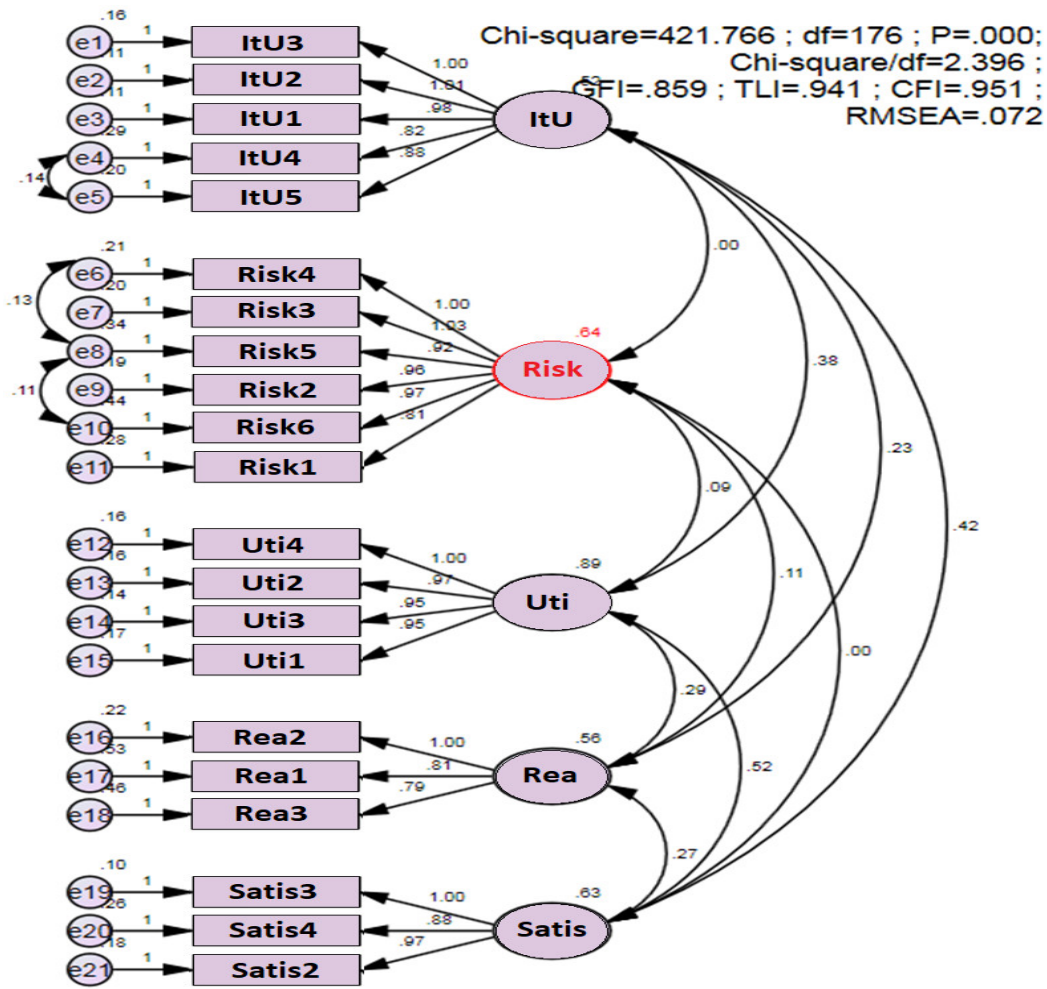 Chi-square=421.766 ; df=176 ; P=.000;
Chi-square/df=2.396 ;
GFI=.859 ; TLI=.941 ; CFI=.951 ;
RMSEA=.072
.16
e1 1 ItU3 1.00
.11
e2 1 ItU2 1.01
.11
e3 1 ItU1 .98
.29
e4 1 ItU4 .82
.20
e5 1 ItU5 .88
.14
.52
ItU
.00
.21
e6 1 Risk4 1.00
.20
e7 1 Risk3 1.03
.34
e8 1 Risk5 .92
.19
e9 1 Risk2 .96
.44
e10 1 Risk6 .97
.28
e11 1 Risk1 .81
.13
.11
.64
Risk
.38
.23
.09
.42
.16
e12 1 Uti4 1.00
.16
e13 1 Uti2 .97
.14
e14 1 Uti3 .95
.17
e15 1 Uti1 .95
.89
Uti
.11
.00
.29
.22
e16 1 Rea2 1.00
.53
e17 1 Rea1 .81
.46
e18 1 Rea3 .79
.56
Rea
.52
.27
.10
e19 1 Satis3 1.00
.26
e20 1 Satis4 .88
.18
e21 1 Satis2 .97
.63
Satis